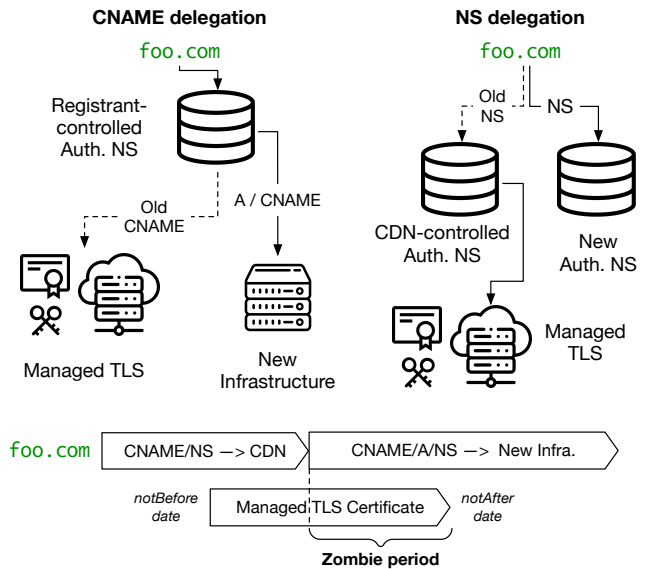 CNAME delegation
foo.com
Registrant-
controlled
Auth. NS
Old
CNAME
A / CNAME
Managed TLS
New
Infrastructure
NS delegation
foo.com
Old
NS
NS
CDN-controlled
Auth. NS
New
Auth. NS
Managed
TLS
foo.com
CNAME/NS —> CDN
CNAME/A/NS —> New Infra.
notBefore
date
Managed TLS Certificate
notAfter
date
Zombie period